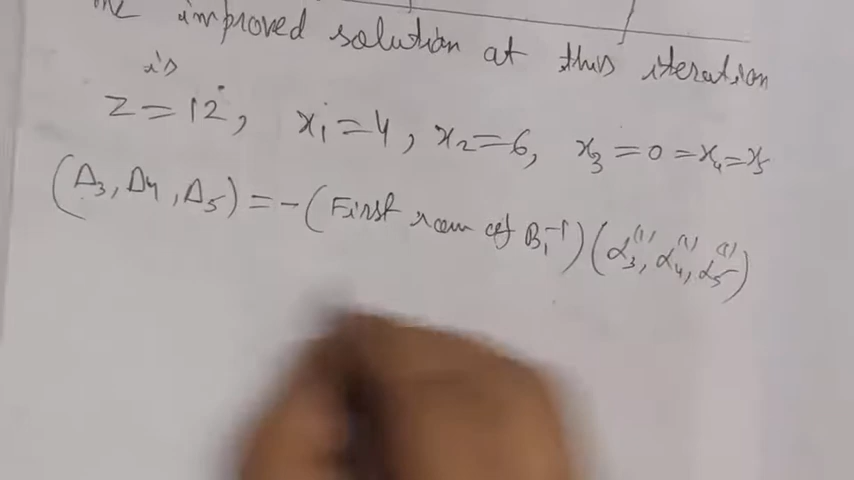 improved solution at this iteration
is
Z = 12, x₁ = 4, x₂ = 6, x₃ = 0 = x₄ = x₅
(Δ₃, Δ₄, Δ₅) = - (First row of B₁⁻¹) (α₃⁽¹⁾, α₄⁽¹⁾, α₅⁽¹⁾)